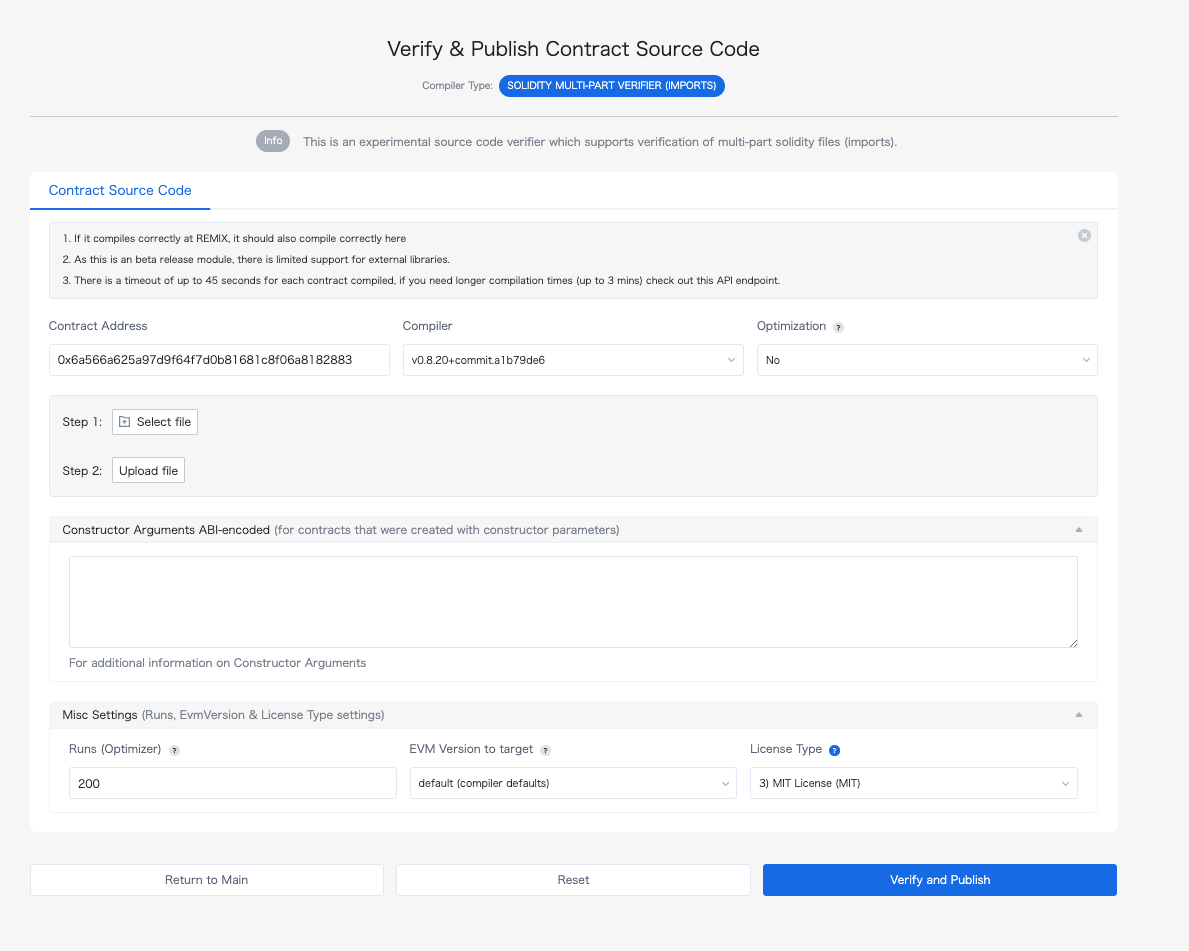 Verify & Publish Contract Source Code
Compiler Type: SOLIDITY MULTI-PART VERIFIER (IMPORTS)
Info This is an experimental source code verifier which supports verification of multi-part solidity files (imports).
Contract Source Code
1. If it compiles correctly at REMIX, it should also compile correctly here
2. As this is an beta release module, there is limited support for external libraries.
3. There is a timeout of up to 45 seconds for each contract compiled, if you need longer compilation times (up to 3 mins) check out this API endpoint.
Contract Address Compiler Optimization ?
0x6a566a625a97d9f64f7d0b81681c8f06a8182883 v0.8.20+commit.a1b79de6 No
Step 1: Select file
Step 2: Upload file
Constructor Arguments ABI-encoded (for contracts that were created with constructor parameters)
For additional information on Constructor Arguments
Misc Settings (Runs, EvmVersion & License Type settings)
Runs (Optimizer) ? EVM Version to target ? License Type ?
200 default (compiler defaults) 3) MIT License (MIT)
Return to Main Reset Verify and Publish